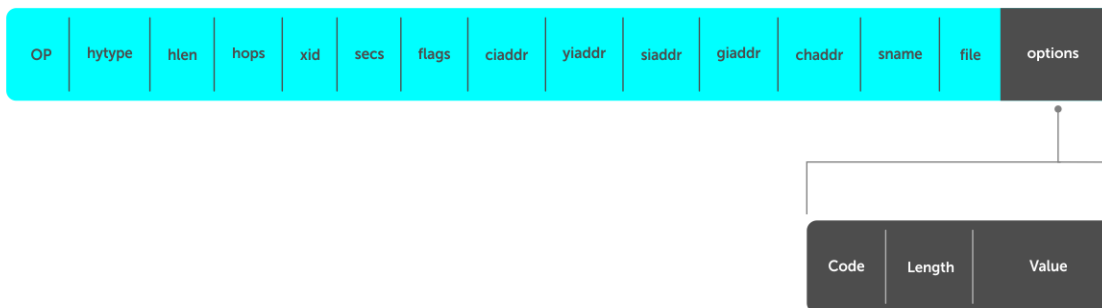 OP hytype hlen hops xid secs flags ciaddr yiaddr siaddr giaddr chaddr sname file options
Code Length Value